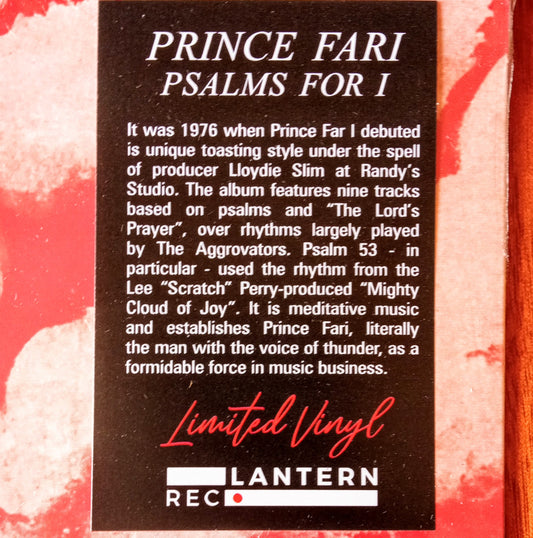 PRINCE FARI
PSALMS FOR I
It was 1976 when Prince Far I debuted
is unique toasting style under the spell
of producer Lloydie Slim at Randy's
Studio. The album features nine tracks
based on psalms and "The Lord's
Prayer", over rhythms largely played
by The Aggrovators. Psalm 53 - in
particular - used the rhythm from the
Lee "Scratch" Perry-produced "Mighty
Cloud of Joy". It is meditative music
and establishes Prince Fari, literally
the man with the voice of thunder, as a
formidable force in music business.
Limited Vinyl
LANTERN
REC